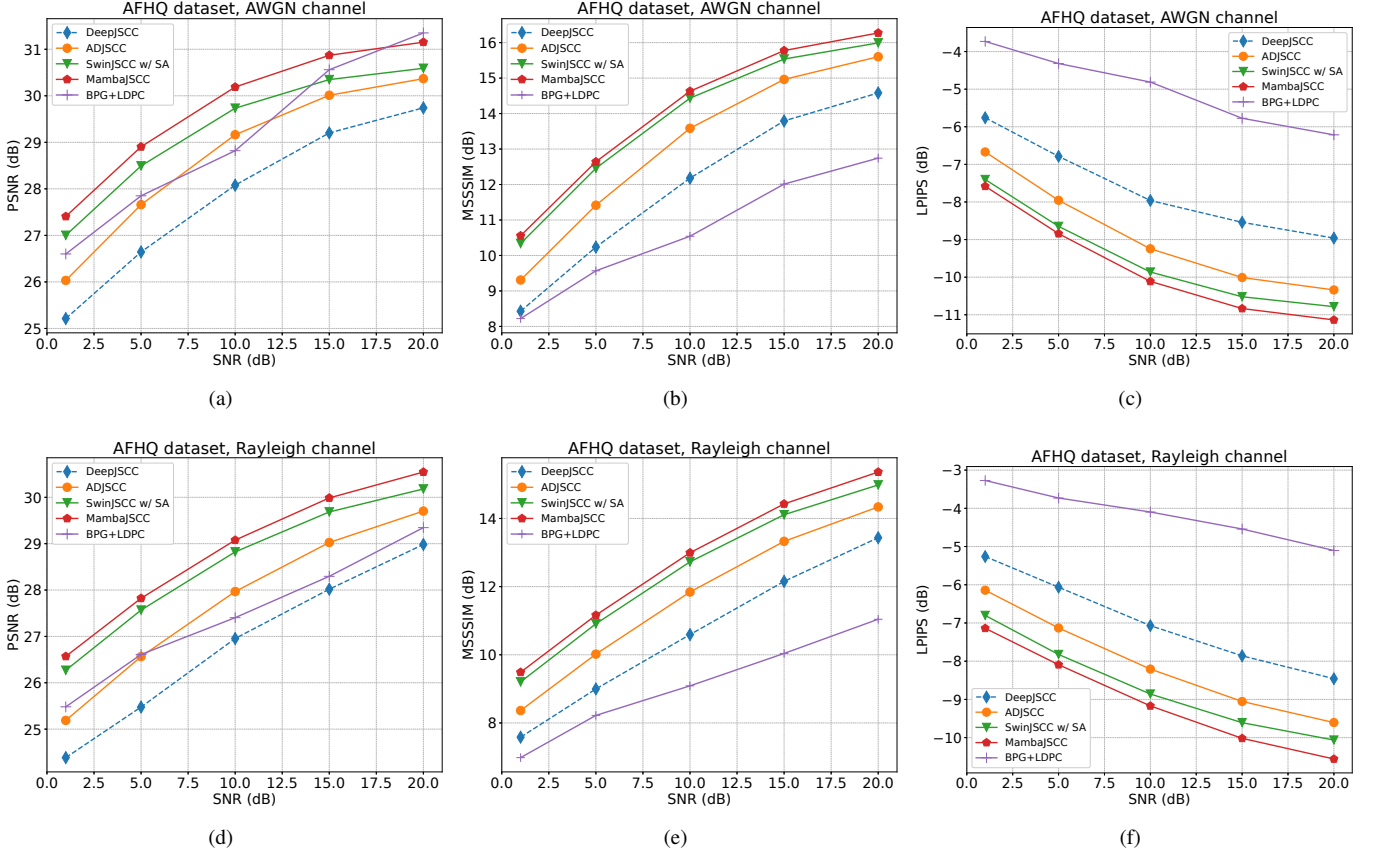 AFHQ dataset, AWGN channel
PSNR (dB)
31
30
29
28
27
26
25
DeepJSCC
ADJSCC
SwinJSCC w/ SA
MambaJSCC
BPG+LDPC
0.0 2.5 5.0 7.5 10.0 12.5 15.0 17.5 20.0
SNR (dB)
(a)
AFHQ dataset, AWGN channel
MSSSIM (dB)
16
15
14
13
12
11
10
9
8
DeepJSCC
ADJSCC
SwinJSCC w/ SA
MambaJSCC
BPG+LDPC
0.0 2.5 5.0 7.5 10.0 12.5 15.0 17.5 20.0
SNR (dB)
(b)
AFHQ dataset, AWGN channel
LPIPS (dB)
−4
−5
−6
−7
−8
−9
−10
−11
DeepJSCC
ADJSCC
SwinJSCC w/ SA
MambaJSCC
BPG+LDPC
0.0 2.5 5.0 7.5 10.0 12.5 15.0 17.5 20.0
SNR (dB)
(c)
AFHQ dataset, Rayleigh channel
PSNR (dB)
30
29
28
27
26
25
DeepJSCC
ADJSCC
SwinJSCC w/ SA
MambaJSCC
BPG+LDPC
0.0 2.5 5.0 7.5 10.0 12.5 15.0 17.5 20.0
SNR (dB)
(d)
AFHQ dataset, Rayleigh channel
MSSSIM (dB)
14
12
10
8
DeepJSCC
ADJSCC
SwinJSCC w/ SA
MambaJSCC
BPG+LDPC
0.0 2.5 5.0 7.5 10.0 12.5 15.0 17.5 20.0
SNR (dB)
(e)
AFHQ dataset, Rayleigh channel
LPIPS (dB)
−3
−4
−5
−6
−7
−8
−9
−10
DeepJSCC
ADJSCC
SwinJSCC w/ SA
MambaJSCC
BPG+LDPC
0.0 2.5 5.0 7.5 10.0 12.5 15.0 17.5 20.0
SNR (dB)
(f)